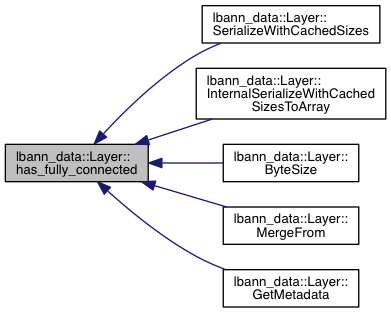 lbann_data::Layer::
has_fully_connected
lbann_data::Layer::
SerializeWithCachedSizes
lbann_data::Layer::
InternalSerializeWithCached
SizesToArray
lbann_data::Layer::
ByteSize
lbann_data::Layer::
MergeFrom
lbann_data::Layer::
GetMetadata